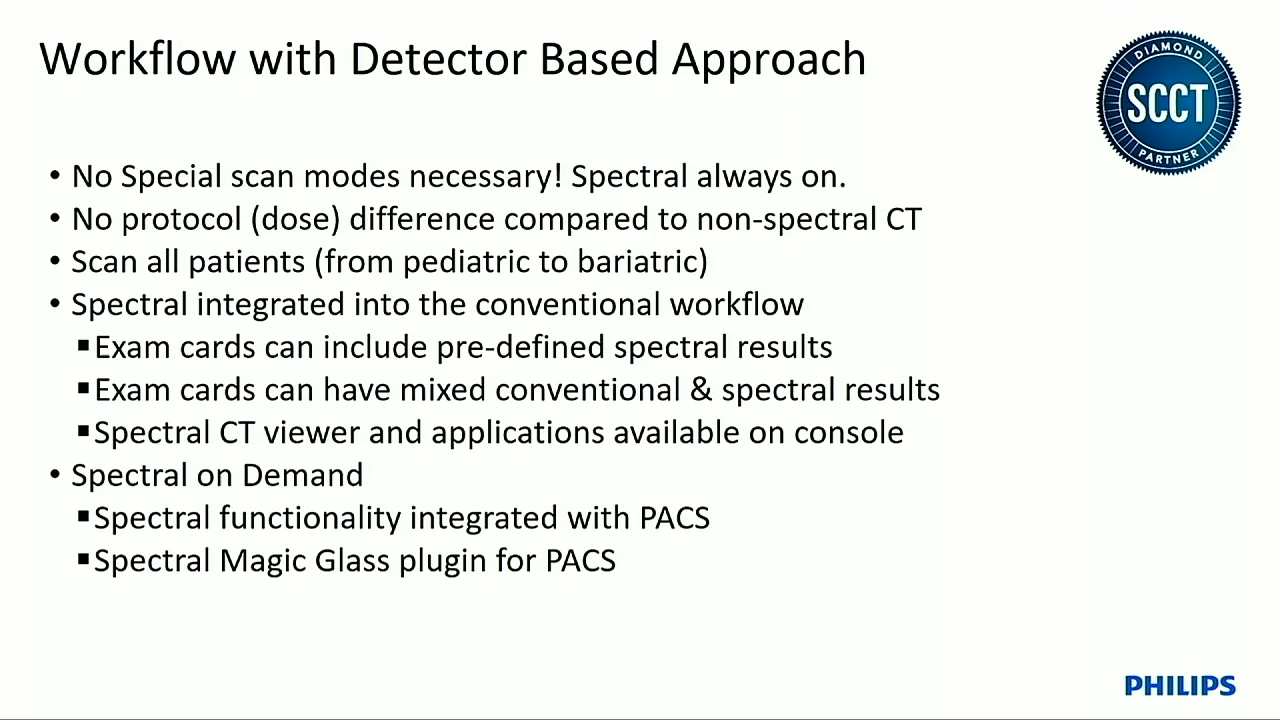 Workflow with Detector Based Approach
DIAMOND
SCCT
PARTNER
• No Special scan modes necessary! Spectral always on.
• No protocol (dose) difference compared to non-spectral CT
• Scan all patients (from pediatric to bariatric)
• Spectral integrated into the conventional workflow
▪Exam cards can include pre-defined spectral results
▪Exam cards can have mixed conventional & spectral results
▪Spectral CT viewer and applications available on console
• Spectral on Demand
▪Spectral functionality integrated with PACS
▪Spectral Magic Glass plugin for PACS
PHILIPS